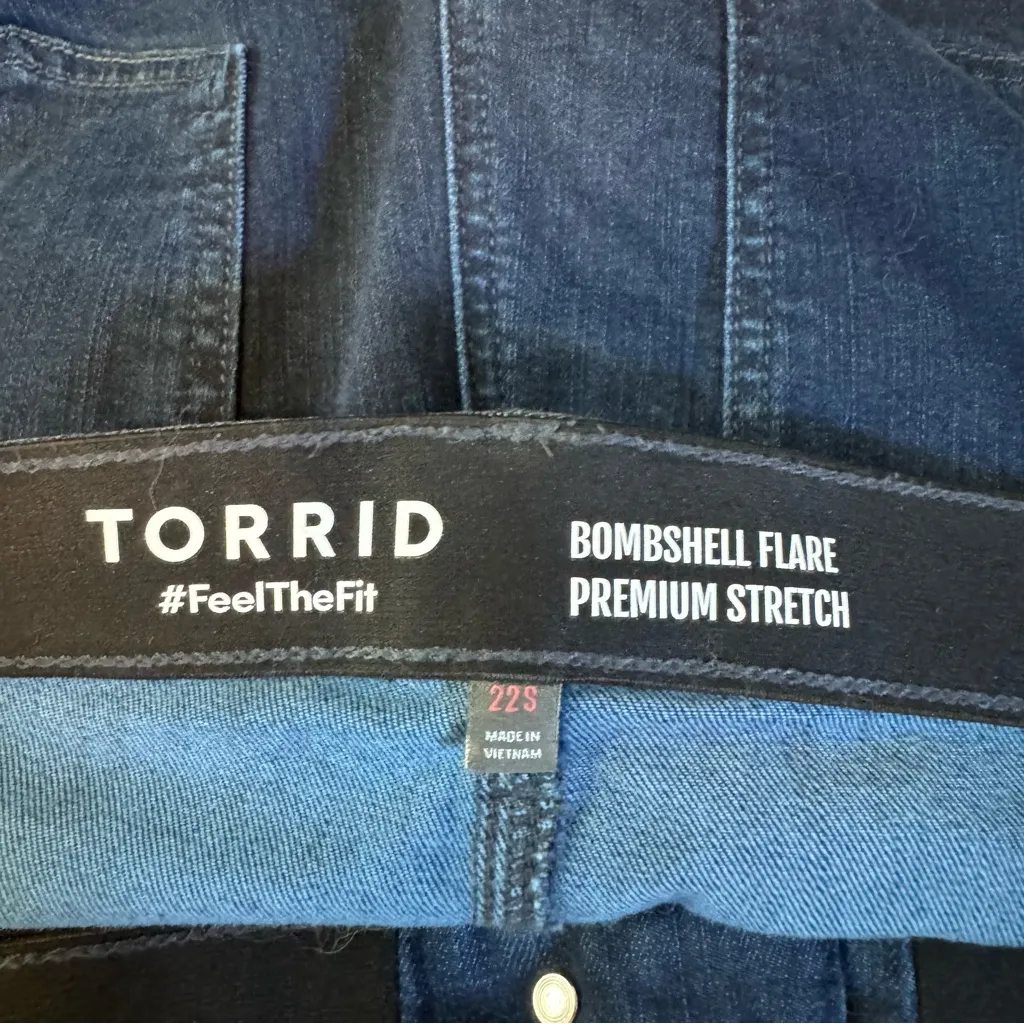 TORRID
#FeelTheFit
BOMBSHELL FLARE
PREMIUM STRETCH
22S
MADE IN
VIETNAM